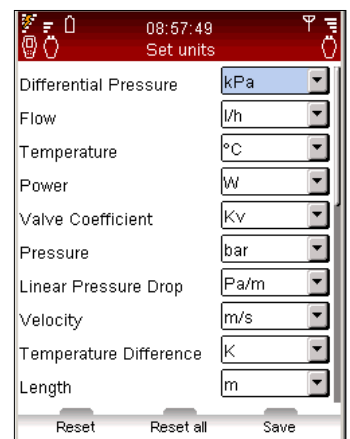 08:57:49
Set units
Differential Pressure kPa
Flow l/h
Temperature °C
Power W
Valve Coefficient Kv
Pressure bar
Linear Pressure Drop Pa/m
Velocity m/s
Temperature Difference K
Length m
Reset Reset all Save